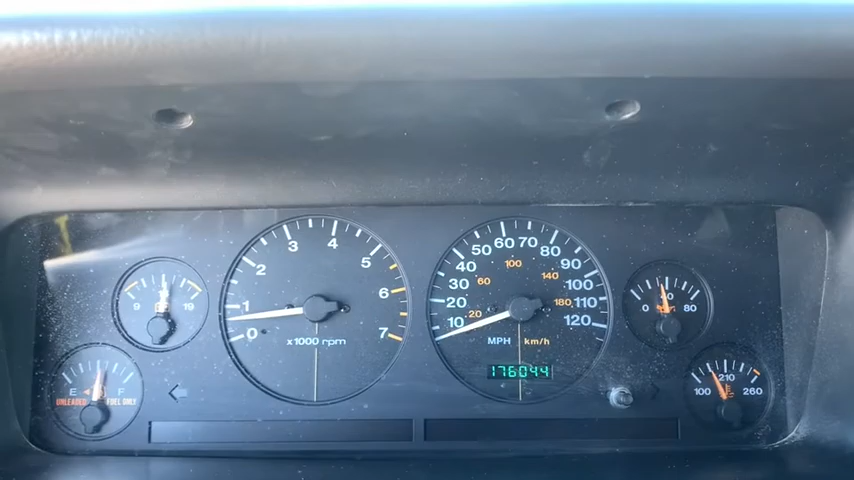 9 19
E F
UNLEADED FUEL ONLY
0 1 2 3 4 5 6 7
x1000 rpm
10 20 30 40 50 60 70 80 90 100 110 120
20 60 100 140 180
MPH km/h
176044
0 40 80
100 210 260